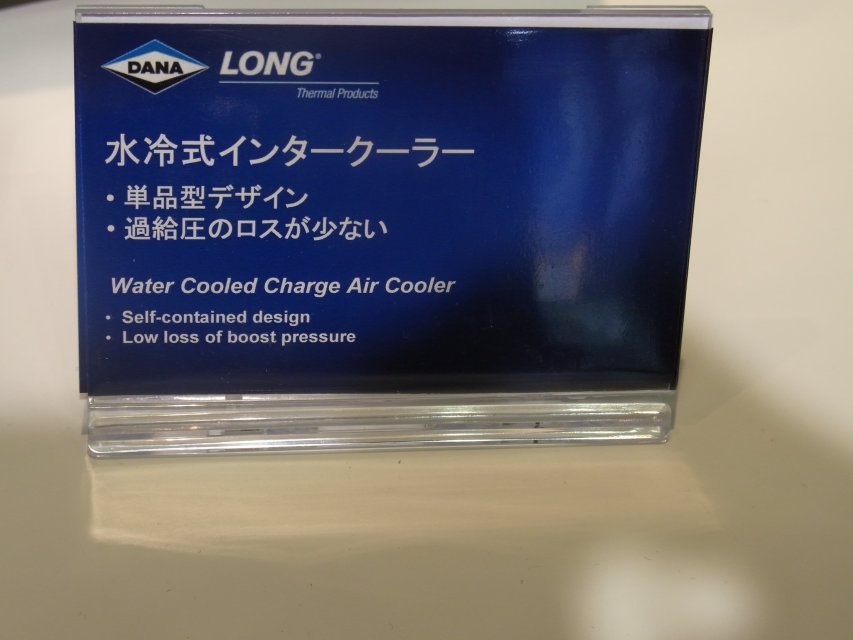 DANA LONG®
Thermal Products
水冷式インタークーラー
・単品型デザイン
・過給圧のロスが少ない
Water Cooled Charge Air Cooler
• Self-contained design
• Low loss of boost pressure